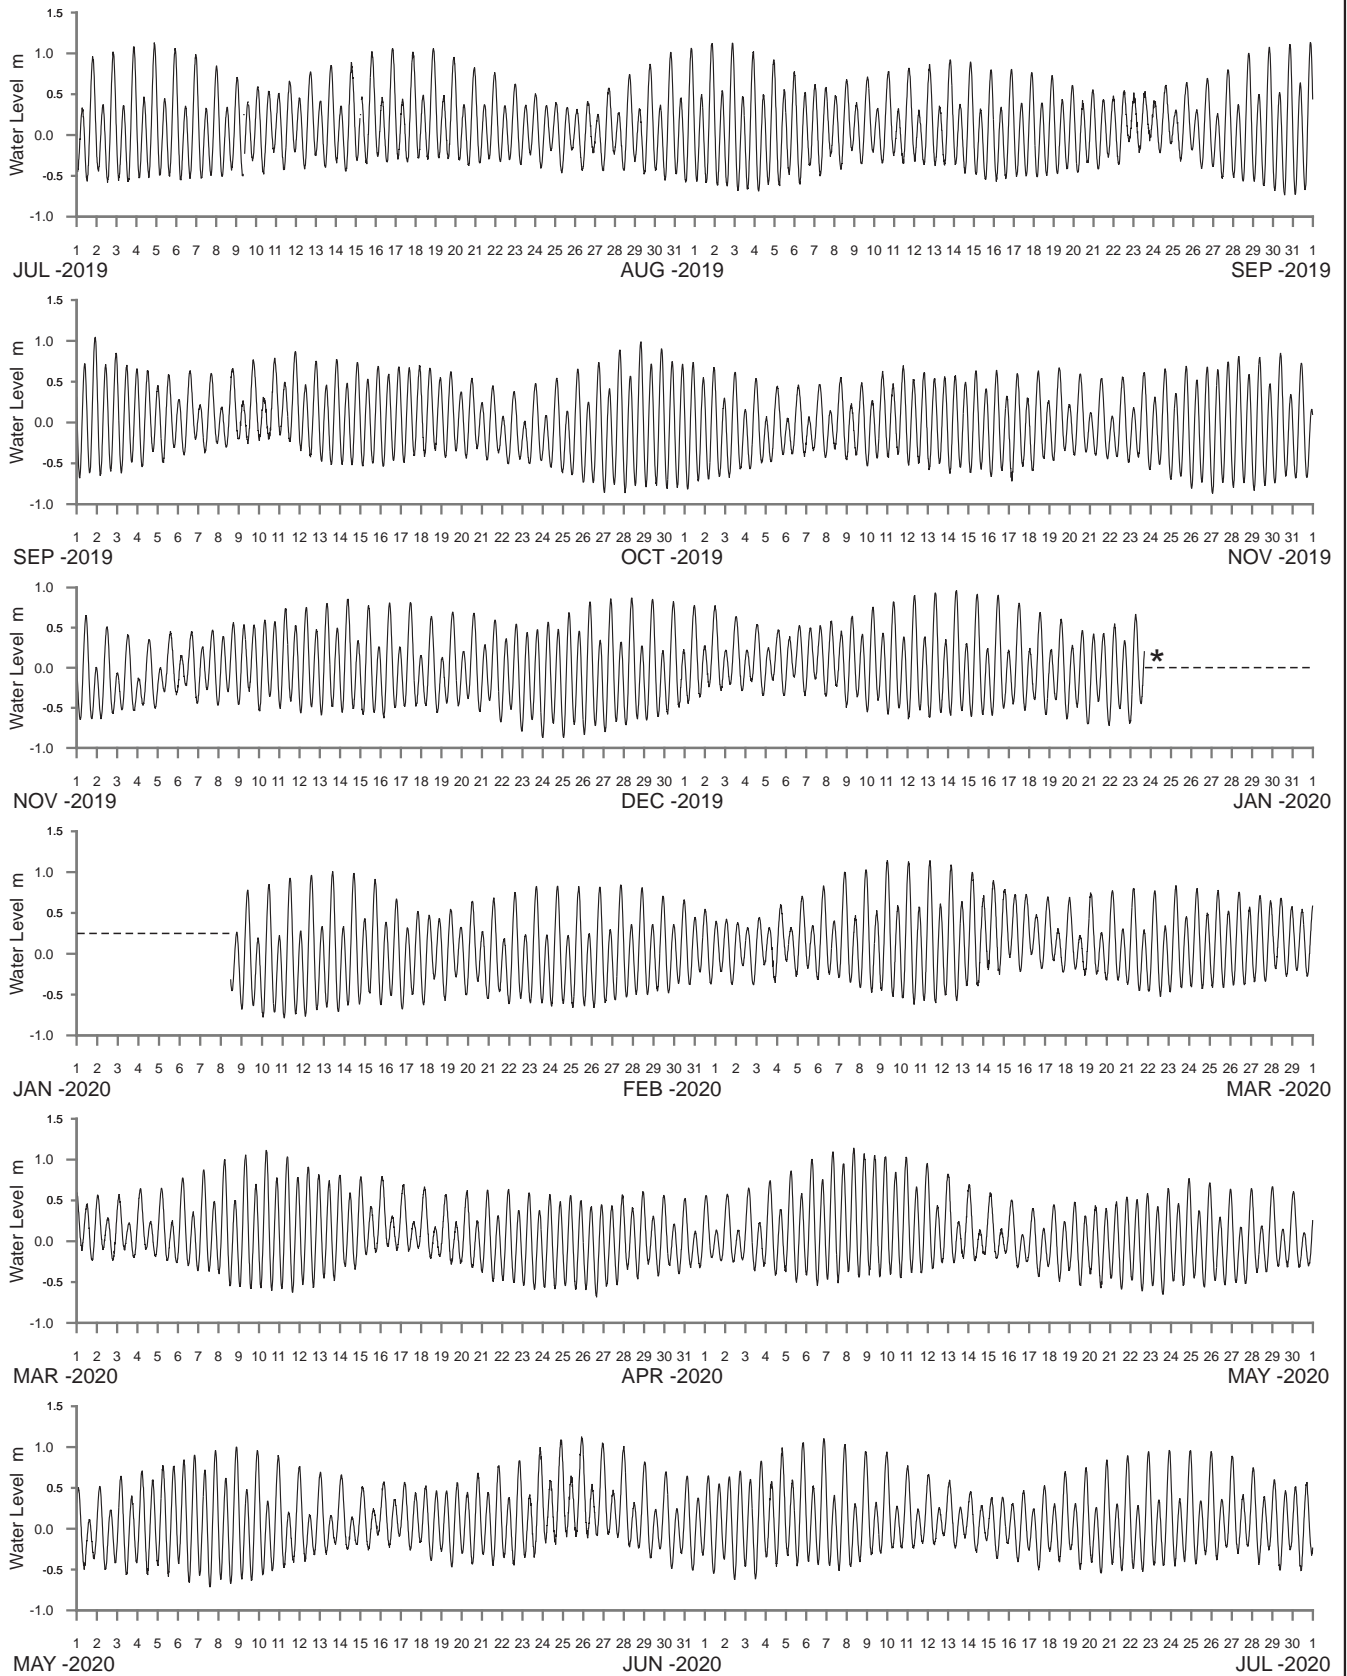 1.5
1.0
0.5
0.0
-0.5
-1.0
Water Level m
1 2 3 4 5 6 7 8 9 10 11 12 13 14 15 16 17 18 19 20 21 22 23 24 25 26 27 28 29 30 31 1 2 3 4 5 6 7 8 9 10 11 12 13 14 15 16 17 18 19 20 21 22 23 24 25 26 27 28 29 30 31 1
JUL -2019 AUG -2019 SEP -2019
1.5
1.0
0.5
0.0
-0.5
-1.0
Water Level m
1 2 3 4 5 6 7 8 9 10 11 12 13 14 15 16 17 18 19 20 21 22 23 24 25 26 27 28 29 30 1 2 3 4 5 6 7 8 9 10 11 12 13 14 15 16 17 18 19 20 21 22 23 24 25 26 27 28 29 30 31 1
SEP -2019 OCT -2019 NOV -2019
1.0
0.5
0.0
-0.5
-1.0
Water Level m
*
1 2 3 4 5 6 7 8 9 10 11 12 13 14 15 16 17 18 19 20 21 22 23 24 25 26 27 28 29 30 1 2 3 4 5 6 7 8 9 10 11 12 13 14 15 16 17 18 19 20 21 22 23 24 25 26 27 28 29 30 31 1
NOV -2019 DEC -2019 JAN -2020
1.5
1.0
0.5
0.0
-0.5
-1.0
Water Level m
1 2 3 4 5 6 7 8 9 10 11 12 13 14 15 16 17 18 19 20 21 22 23 24 25 26 27 28 29 30 31 1 2 3 4 5 6 7 8 9 10 11 12 13 14 15 16 17 18 19 20 21 22 23 24 25 26 27 28 29 1
JAN -2020 FEB -2020 MAR -2020
1.5
1.0
0.5
0.0
-0.5
-1.0
Water Level m
1 2 3 4 5 6 7 8 9 10 11 12 13 14 15 16 17 18 19 20 21 22 23 24 25 26 27 28 29 30 31 1 2 3 4 5 6 7 8 9 10 11 12 13 14 15 16 17 18 19 20 21 22 23 24 25 26 27 28 29 30 1
MAR -2020 APR -2020 MAY -2020
1.5
1.0
0.5
0.0
-0.5
-1.0
Water Level m
1 2 3 4 5 6 7 8 9 10 11 12 13 14 15 16 17 18 19 20 21 22 23 24 25 26 27 28 29 30 31 1 2 3 4 5 6 7 8 9 10 11 12 13 14 15 16 17 18 19 20 21 22 23 24 25 26 27 28 29 30 1
MAY -2020 JUN -2020 JUL -2020